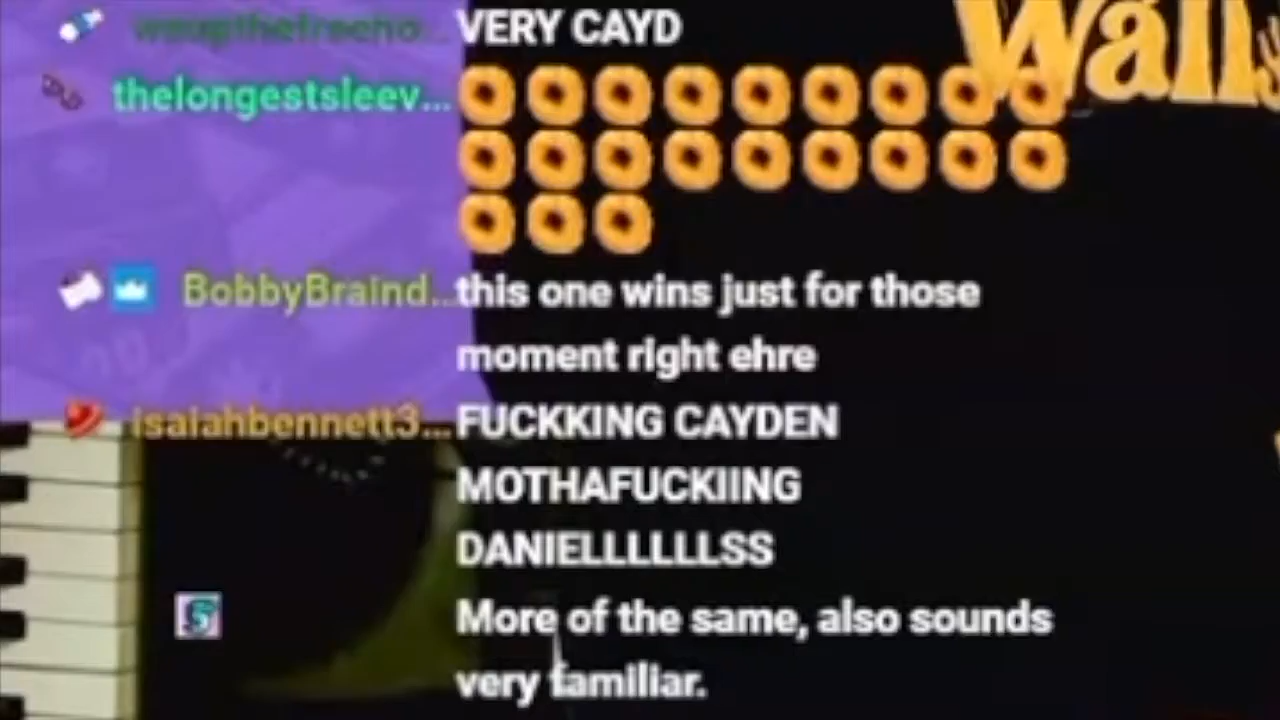 VERY CAYD
Wally
thelongestsleev...
BobbyBraind... this one wins just for those
moment right ehre
isaiahbennett3... FUCKKING CAYDEN
MOTHAFUCKIING
DANIELLLLLLSS
More of the same, also sounds
very familiar.